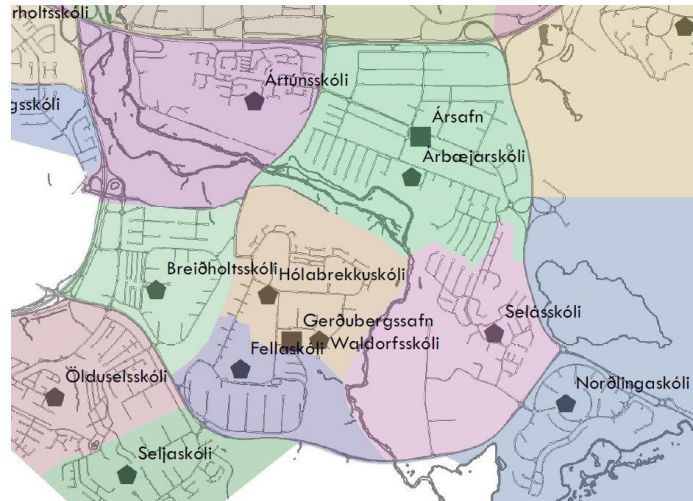 rholtsskóli
Ártúnsskóli
gsskóli
Ársafn
Árbæjarskóli
Breiðholtsskóli
Hólabrekkuskóli
Selásskóli
Gerðubergssafn
Fellaskóli
Waldorfsskóli
Ölduselsskóli
Norðlingaskóli
Seljaskóli